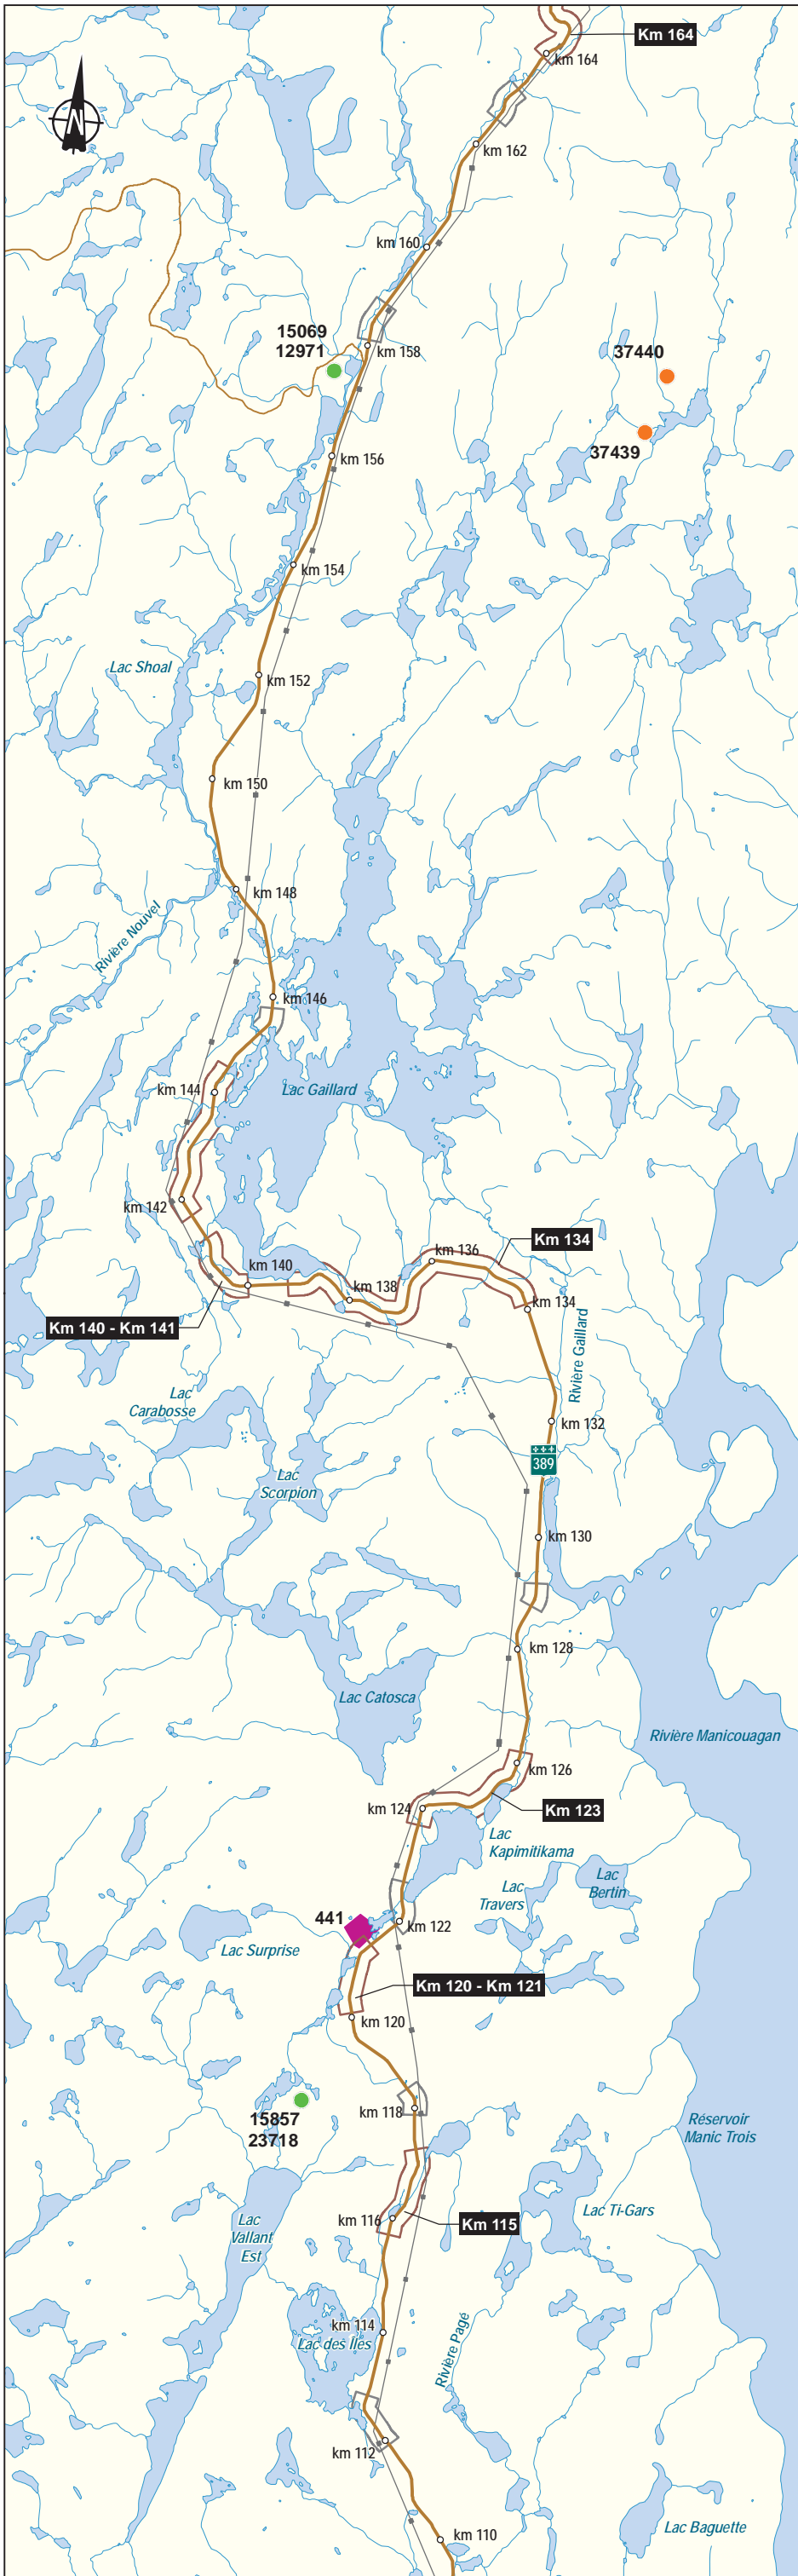 Km 164
km 164
N
km 162
km 160
15069
12971
km 158
37440
37439
km 156
km 154
Lac Shoal
km 152
km 150
km 148
Rivière Nouvel
km 146
km 144
Lac Gaillard
km 142
Km 134
km 136
km 140
km 138
km 134
Km 140 - Km 141
Rivière Gaillard
Lac
Carabosse
km 132
389
Lac
Scorpion
km 130
km 128
Lac Catosca
Rivière Manicouagan
km 126
km 124
Km 123
Lac
Kapimitikama
Lac
Bertin
Lac
Travers
441
km 122
Lac Surprise
Km 120 - Km 121
km 120
km 118
15857
23718
Réservoir
Manic Trois
Lac Ti-Gars
km 116
Km 115
Lac
Vallant
Est
km 114
Lac des Îles
Rivière Pagé
km 112
Lac Baguette
km 110